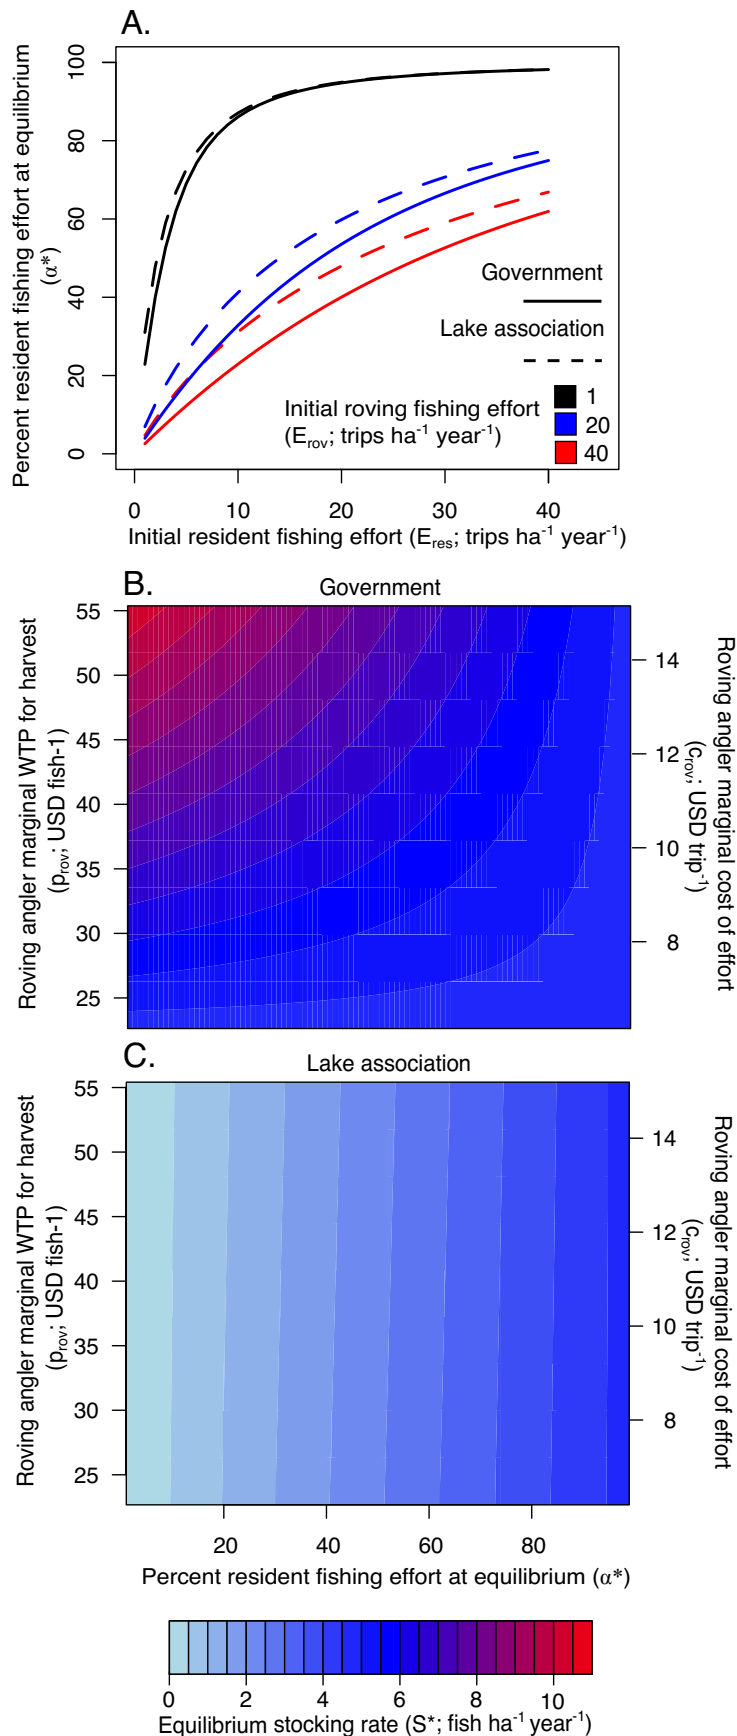 A.
Percent resident fishing effort at equilibrium
(α*)
0
20
40
60
80
100
Government
Lake association
Initial roving fishing effort
(E_rov; trips ha⁻¹ year⁻¹)
1
20
40
0
10
20
30
40
Initial resident fishing effort (E_res; trips ha⁻¹ year⁻¹)
B.
Government
Roving angler marginal WTP for harvest
(p_rov; USD fish-1)
55
50
45
40
35
30
25
14
12
10
8
Roving angler marginal cost of effort
(c_rov; USD trip⁻¹)
C.
Lake association
Roving angler marginal WTP for harvest
(p_rov; USD fish-1)
55
50
45
40
35
30
25
14
12
10
8
Roving angler marginal cost of effort
(c_rov; USD trip⁻¹)
20
40
60
80
Percent resident fishing effort at equilibrium (α*)
0
2
4
6
8
10
Equilibrium stocking rate (S*; fish ha⁻¹ year⁻¹)